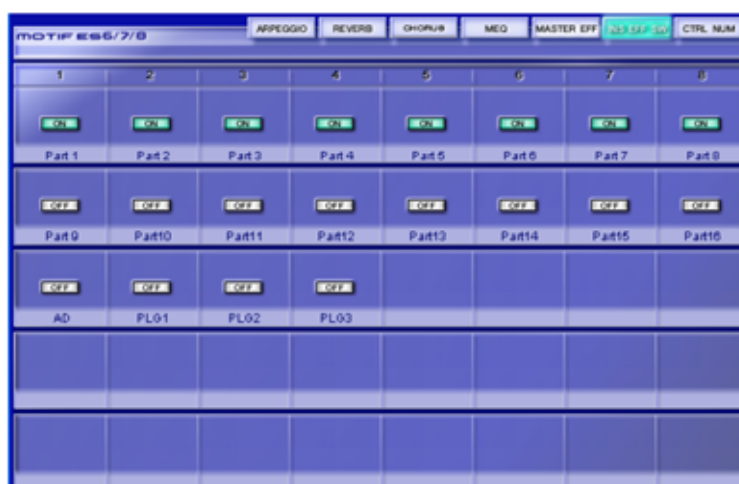 MOTIF ES6/7/8 ARPEGGIO REVERB CHORUS MEQ MASTER EFF INS EFF SW CTRL NUM
1 2 3 4 5 6 7 8
ON ON ON ON ON ON ON ON
Part 1 Part 2 Part 3 Part 4 Part 5 Part 6 Part 7 Part 8
OFF OFF OFF OFF OFF OFF OFF OFF
Part 9 Part10 Part11 Part12 Part13 Part14 Part15 Part16
OFF OFF OFF OFF
AD PLG1 PLG2 PLG3